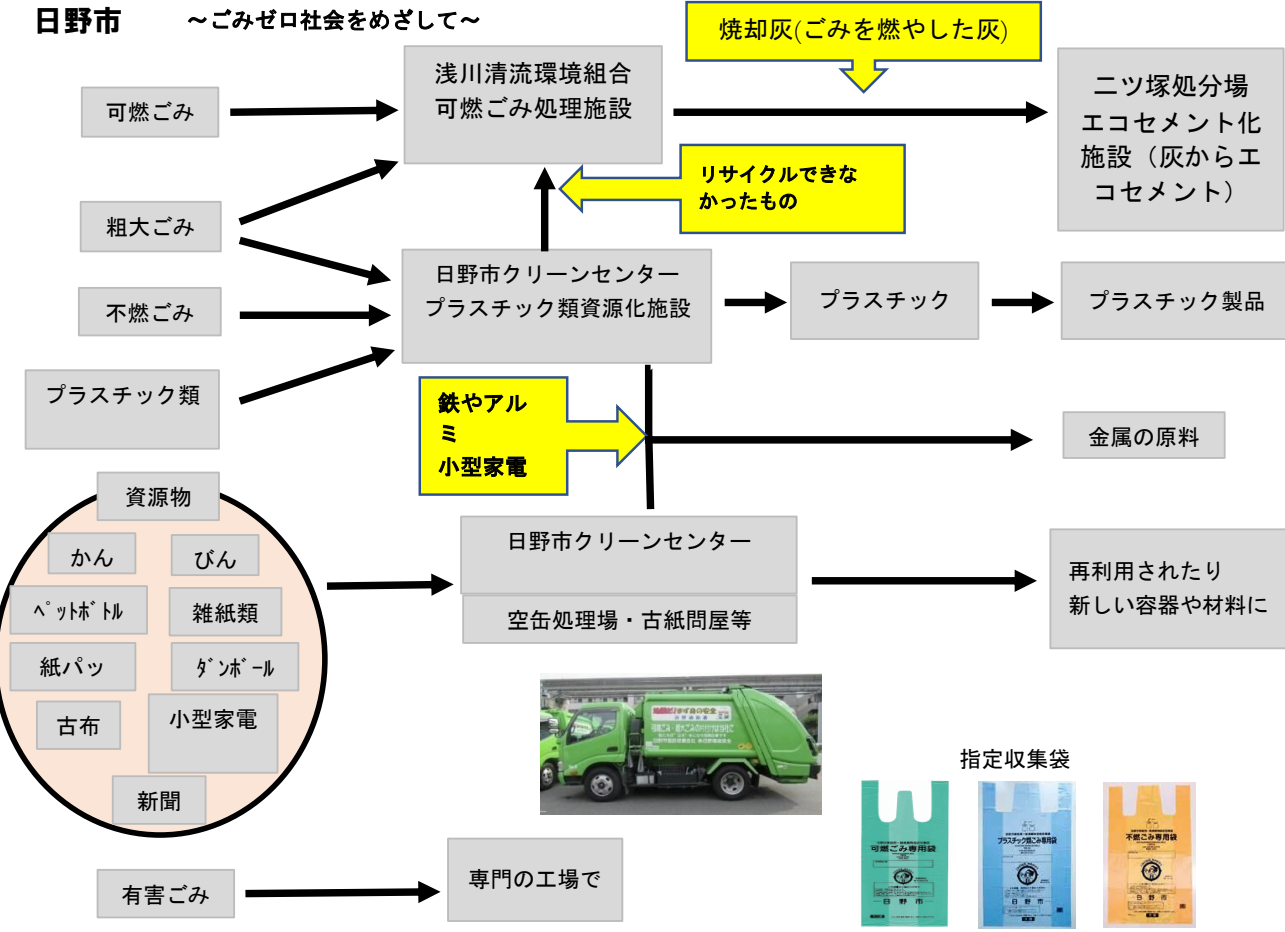 日野市 ～ごみゼロ社会をめざして～
焼却灰(ごみを燃やした灰)
可燃ごみ
浅川清流環境組合
可燃ごみ処理施設
二ツ塚処分場
エコセメント化
施設（灰からエ
コセメント）
リサイクルできな
かったもの
粗大ごみ
不燃ごみ
プラスチック類
日野市クリーンセンター
プラスチック類資源化施設
プラスチック
プラスチック製品
鉄やアル
ミ
小型家電
金属の原料
資源物
かん
びん
ﾍﾟｯﾄﾎﾞﾄﾙ
雑紙類
紙パッ
ﾀﾞﾝﾎﾞｰﾙ
古布
小型家電
新聞
日野市クリーンセンター
空缶処理場・古紙問屋等
再利用されたり
新しい容器や材料に
指定収集袋
可燃ごみ専用袋
日野市
プラスチック類ごみ専用袋
日野市
不燃ごみ専用袋
日野市
有害ごみ
専門の工場で